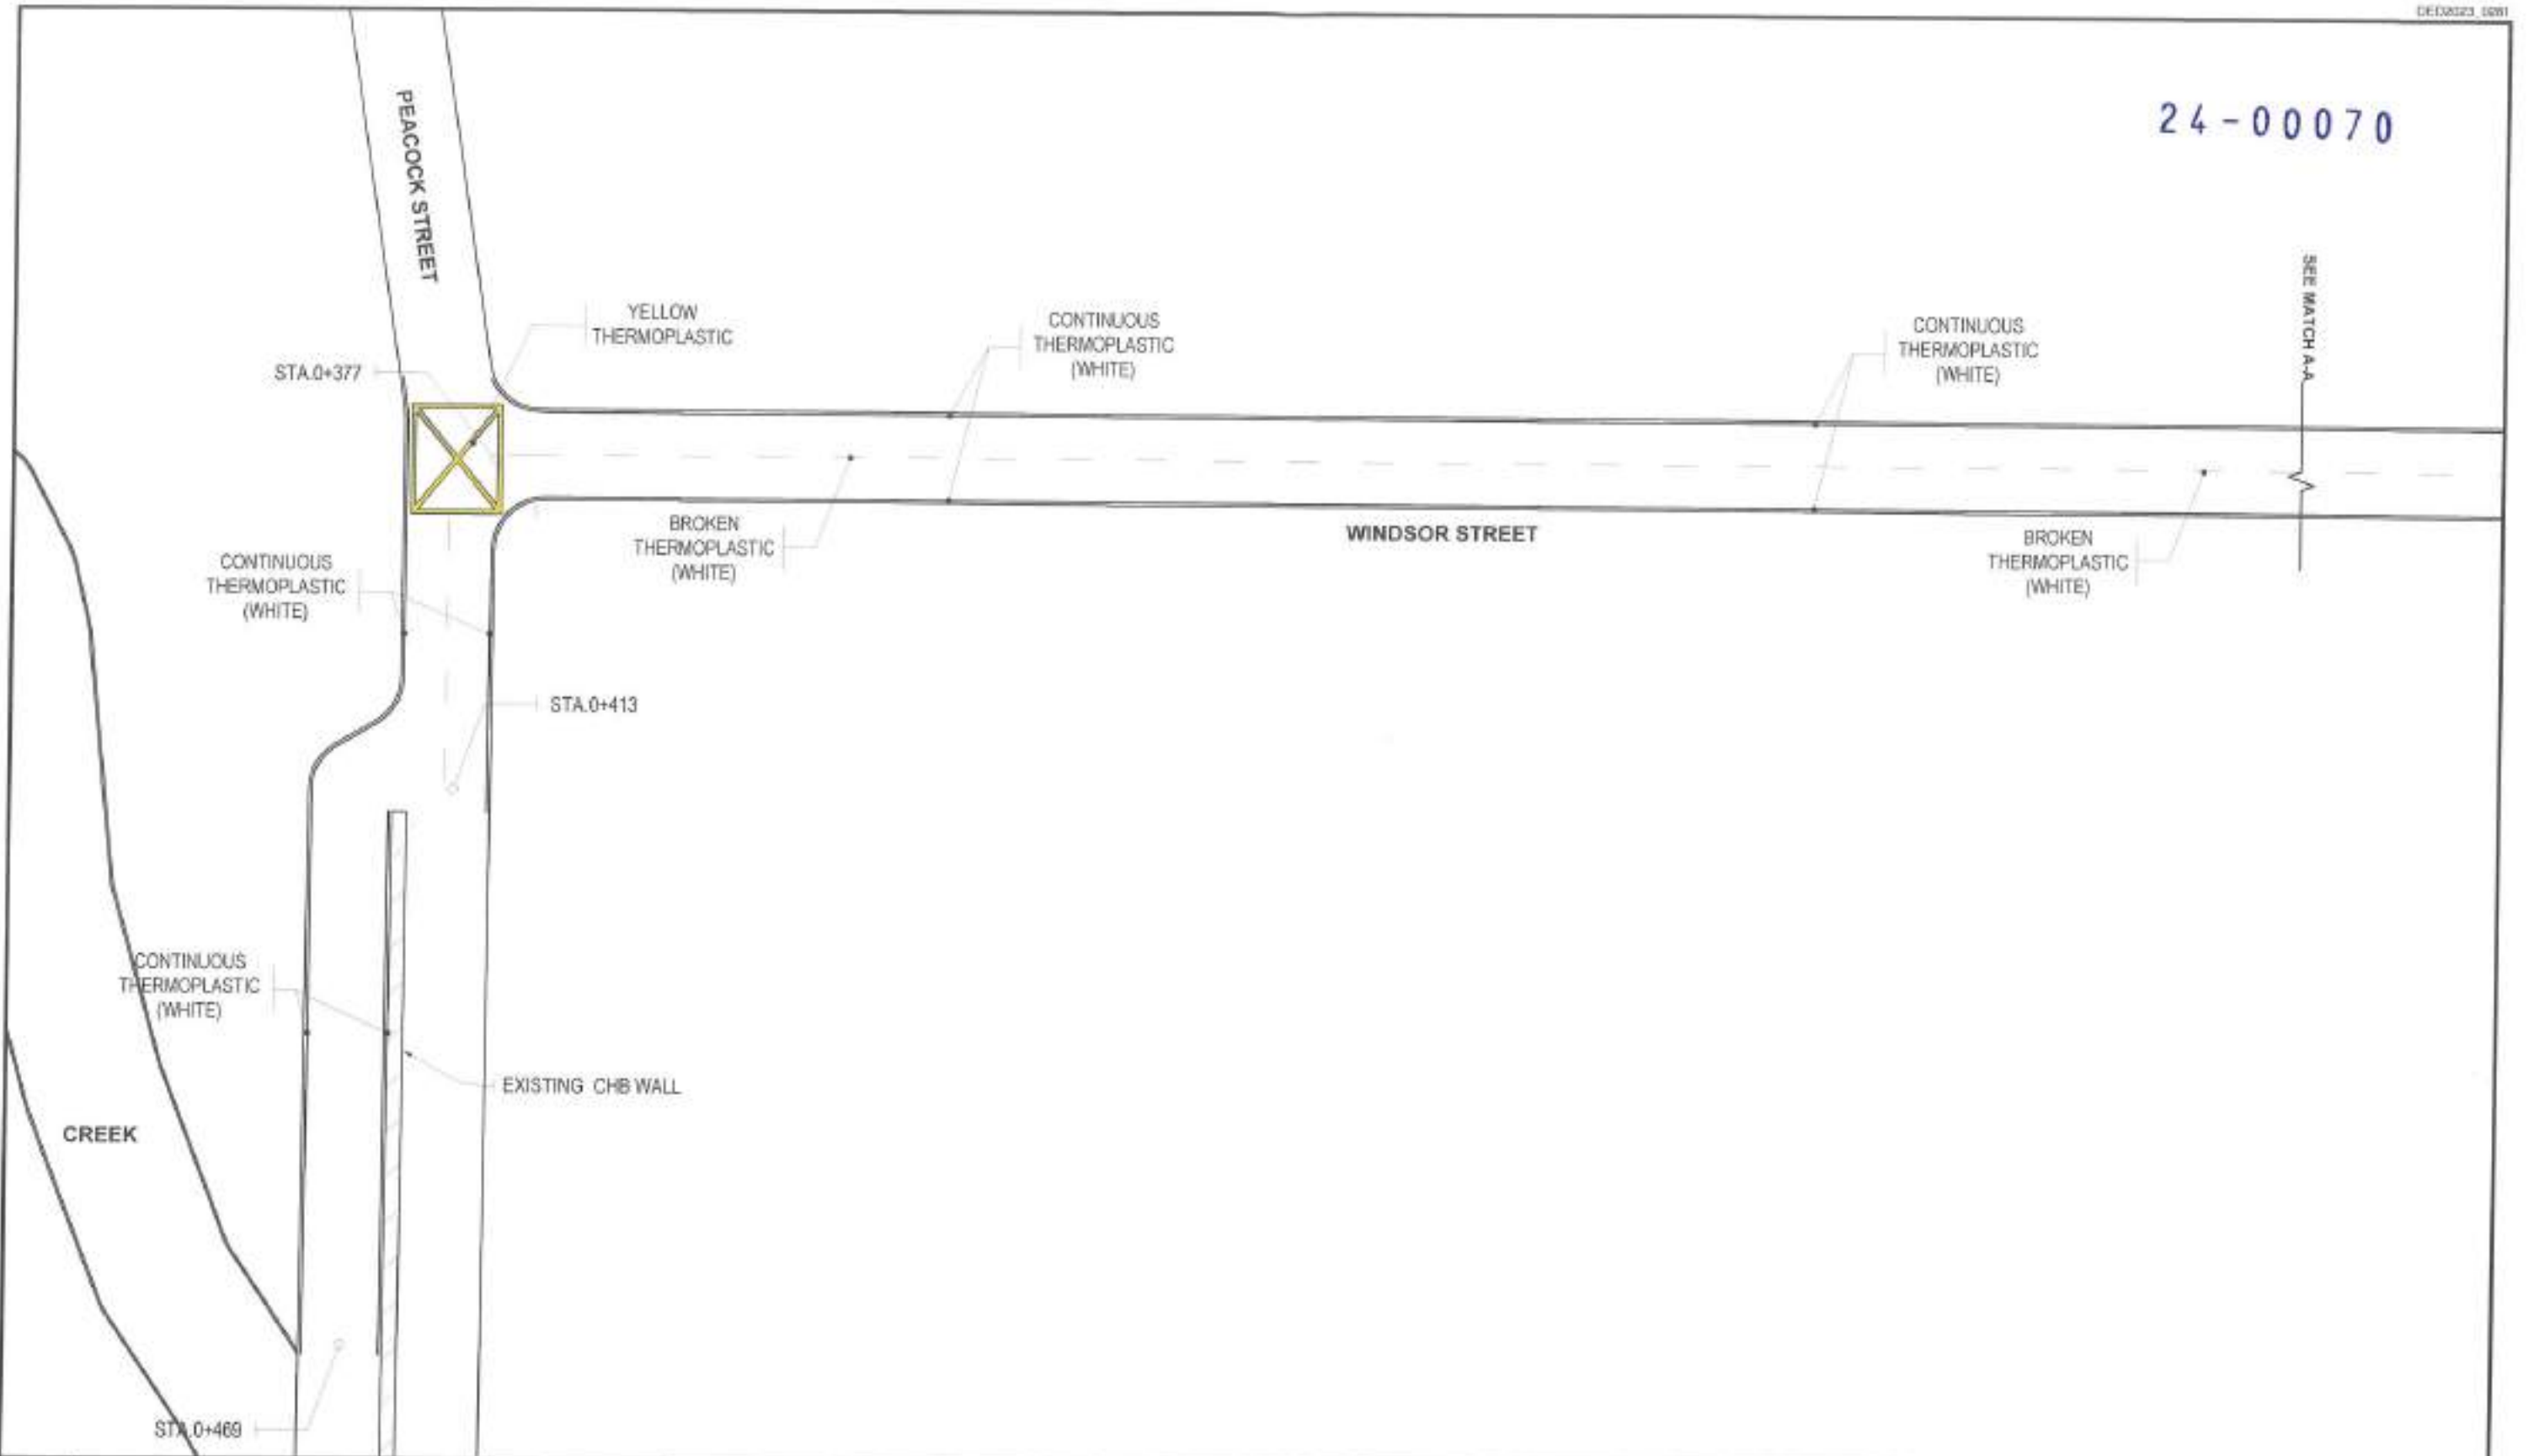 DED2023_0281
24-00070
PEACOCK STREET
SEE MATCH A-A
YELLOW
THERMOPLASTIC
CONTINUOUS
THERMOPLASTIC
(WHITE)
CONTINUOUS
THERMOPLASTIC
(WHITE)
STA.0+377
BROKEN
THERMOPLASTIC
(WHITE)
WINDSOR STREET
BROKEN
THERMOPLASTIC
(WHITE)
CONTINUOUS
THERMOPLASTIC
(WHITE)
STA.0+413
CONTINUOUS
THERMOPLASTIC
(WHITE)
EXISTING CHB WALL
CREEK
STA.0+469